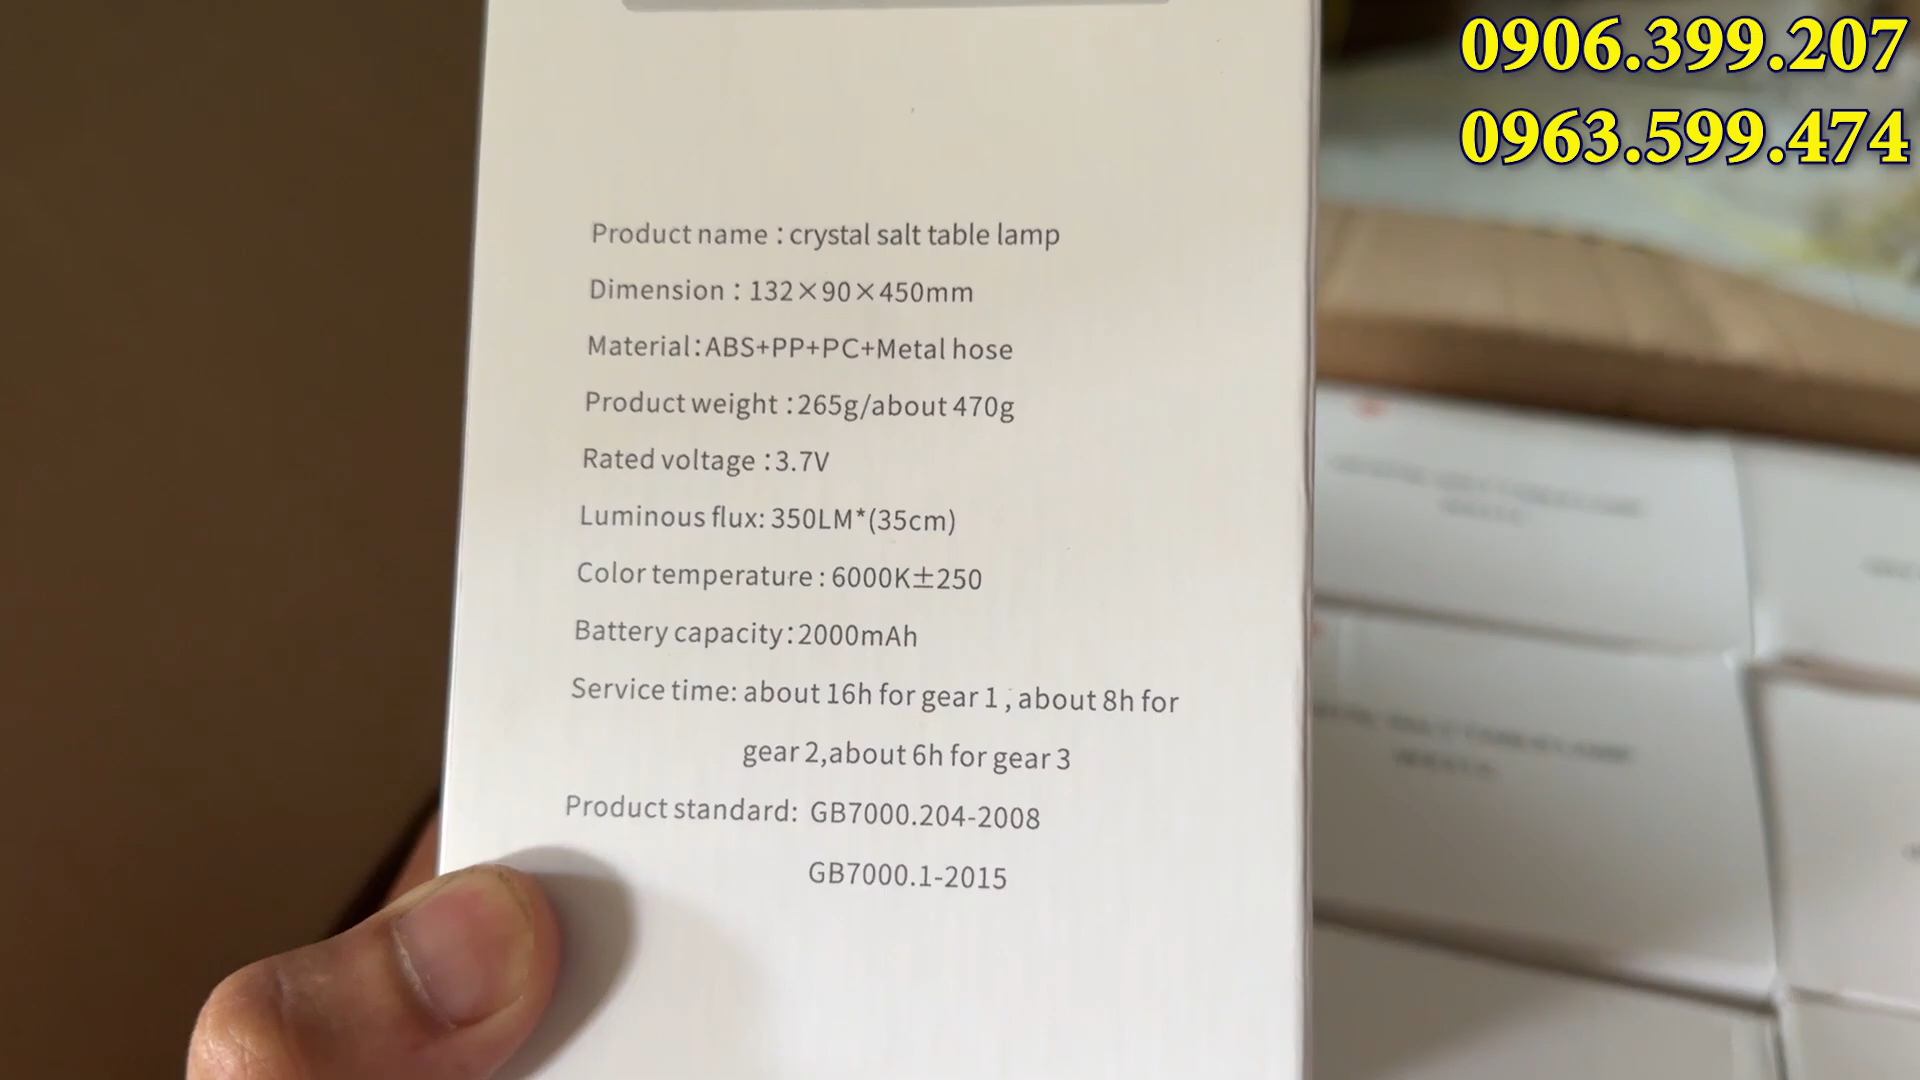 0906.399.207
0963.599.474
Product name : crystal salt table lamp
Dimension : 132×90×450mm
Material:ABS+PP+PC+Metal hose
Product weight :265g/about 470g
Rated voltage :3.7V
Luminous flux: 350LM*(35cm)
Color temperature : 6000K±250
Battery capacity:2000mAh
Service time: about 16h for gear 1 , about 8h for
gear 2,about 6h for gear 3
Product standard: GB7000.204-2008
GB7000.1-2015